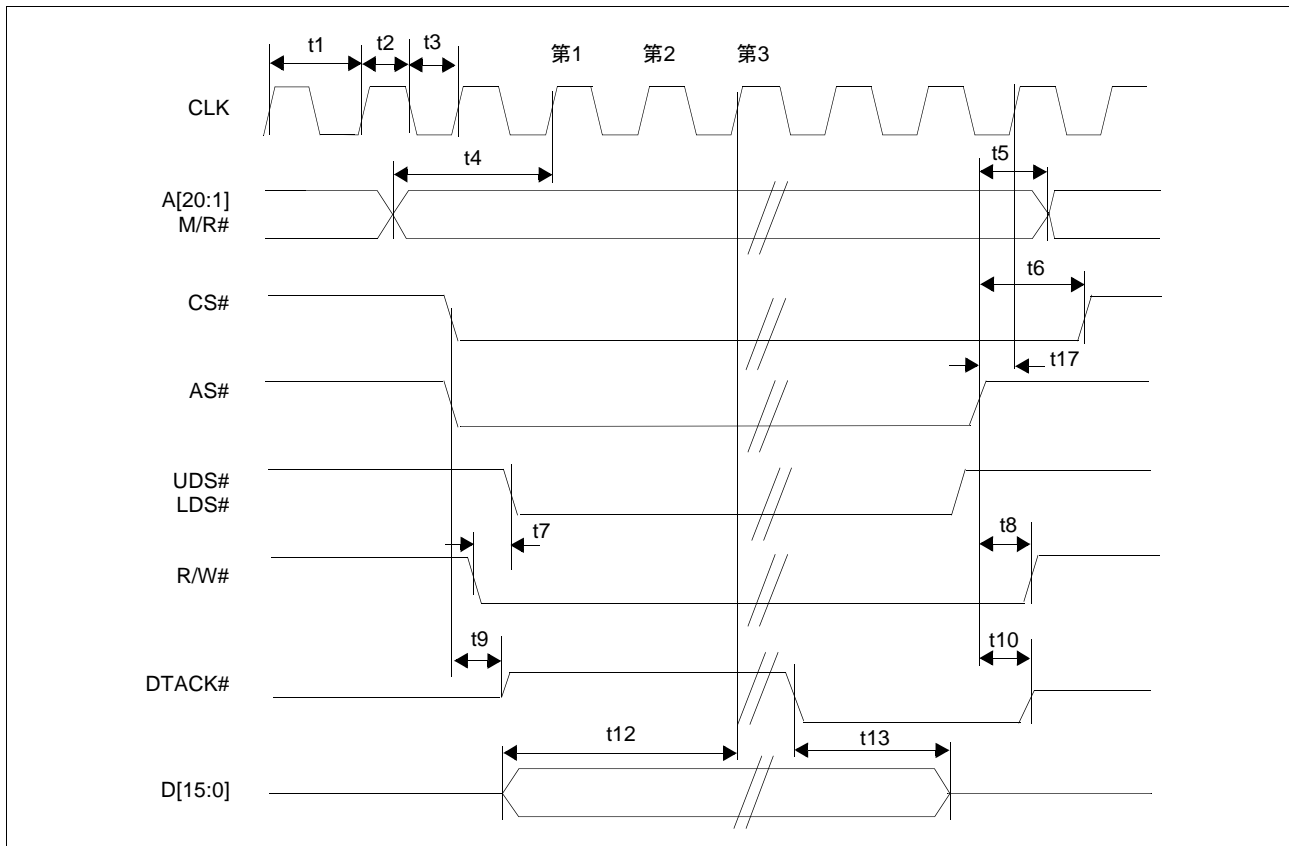 t1 t2 t3 第1 第2 第3
CLK
t4 t5
A[20:1]
M/R#
t6
CS#
t17
AS#
UDS#
LDS#
t7 t8
R/W#
t9 t10
DTACK#
t12 t13
D[15:0]